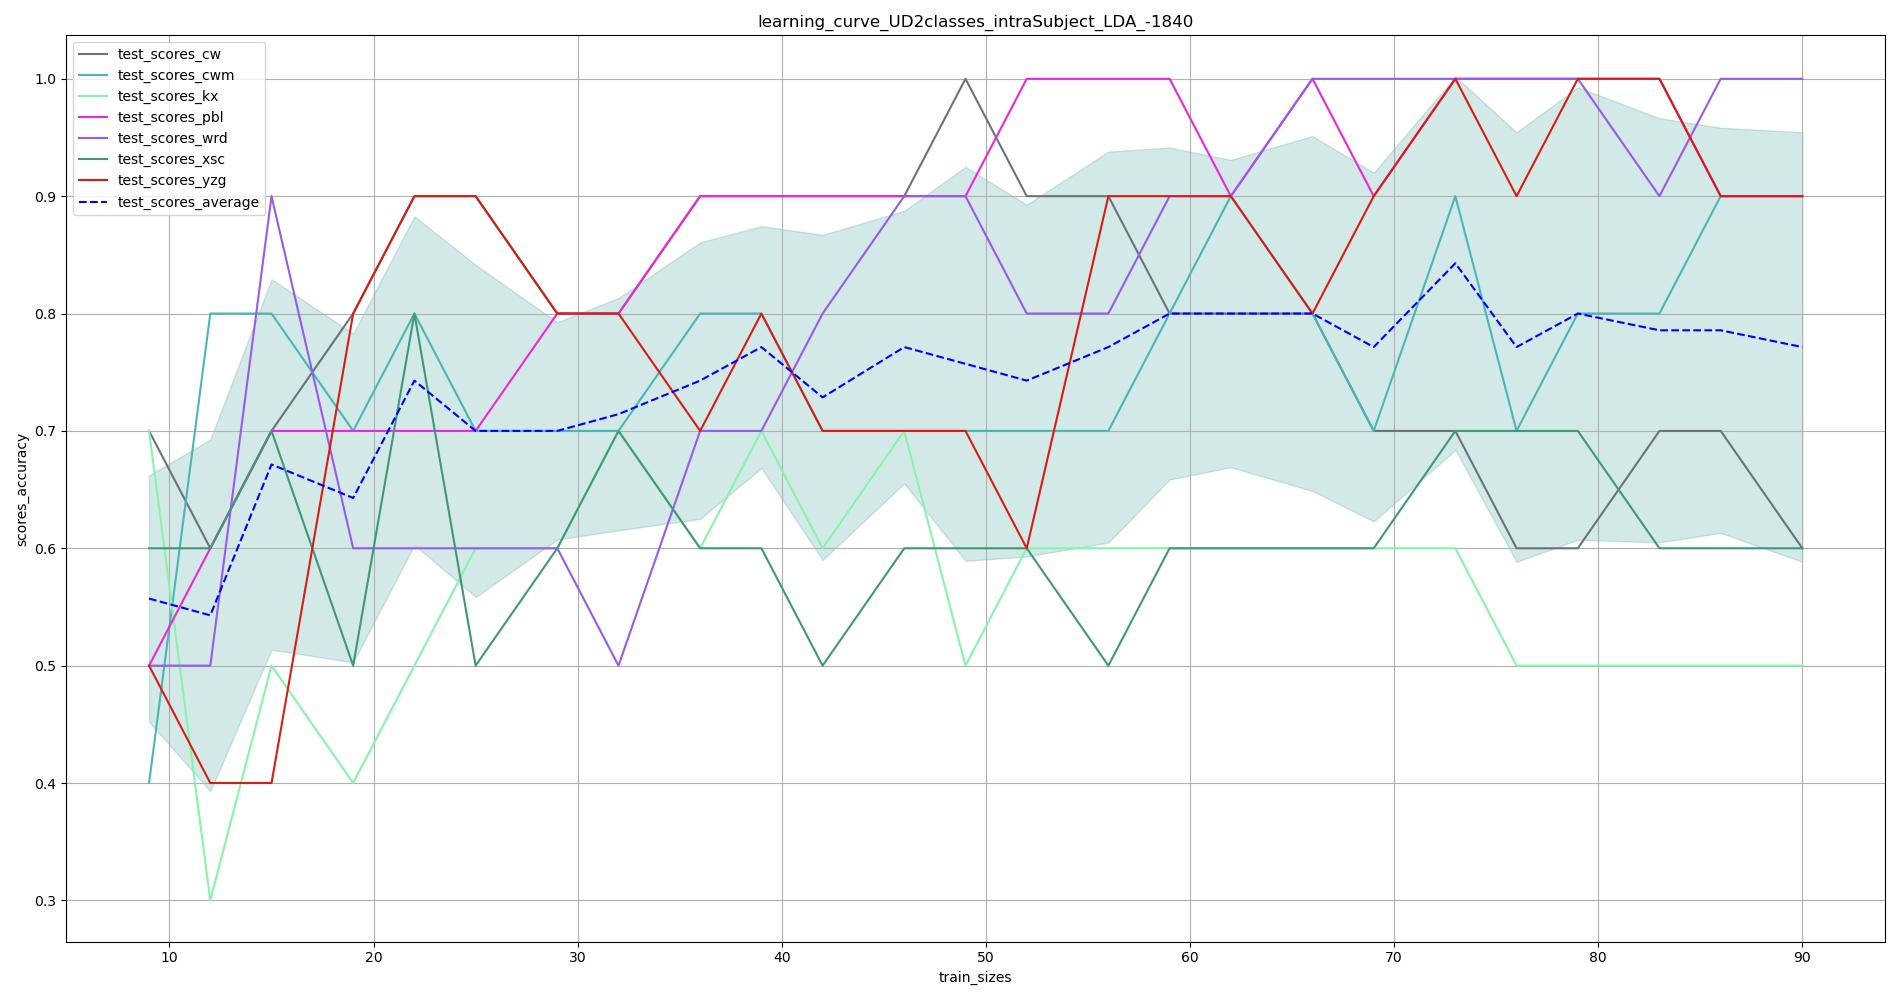 learning_curve_UD2classes_intraSubject_LDA_-1840
test_scores_cw
test_scores_cwm
test_scores_kx
test_scores_pbl
test_scores_wrd
test_scores_xsc
test_scores_yzg
test_scores_average
scores_accuracy
1.0
0.9
0.8
0.7
0.6
0.5
0.4
0.3
10 20 30 40 50 60 70 80 90
train_sizes